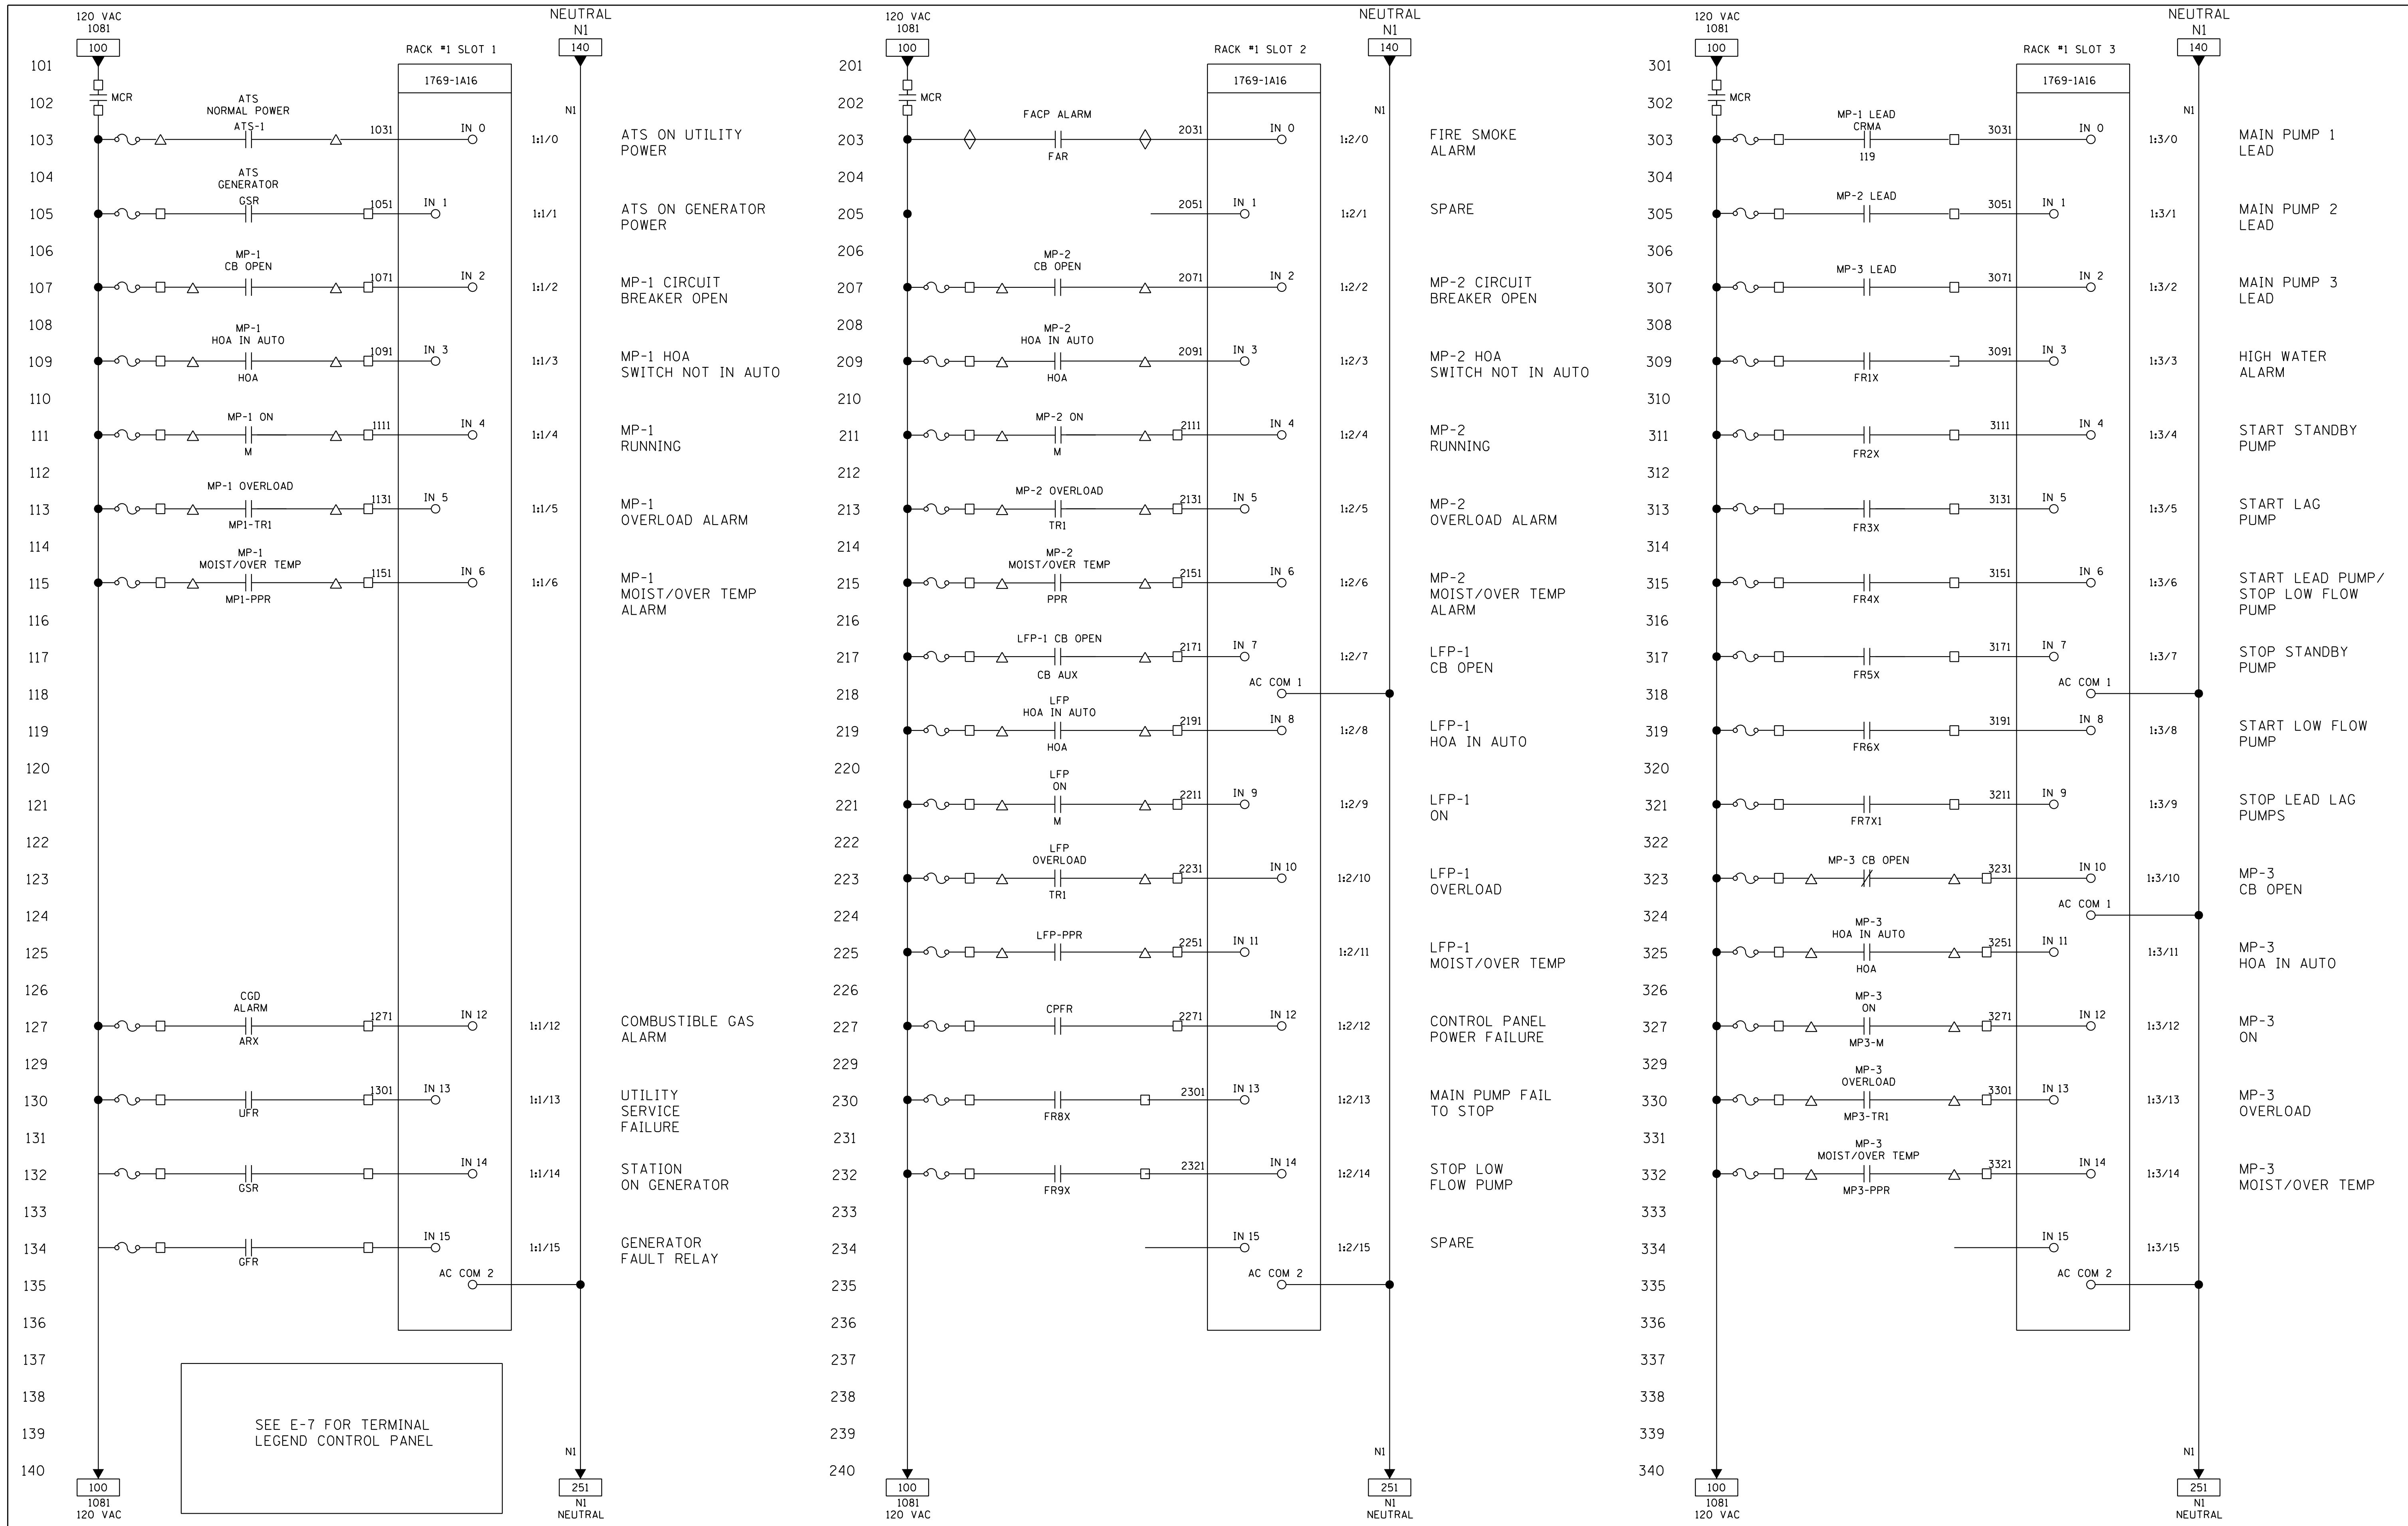 120 VAC
1081
100
NEUTRAL
N1
140
RACK #1 SLOT 1
1769-1A16
101
102
MCR
N1
ATS
NORMAL POWER
103
ATS-1
1031
IN 0
1:1/0
ATS ON UTILITY
POWER
104
ATS
GENERATOR
105
GSR
1051
IN 1
1:1/1
ATS ON GENERATOR
POWER
106
MP-1
CB OPEN
107
1071
IN 2
1:1/2
MP-1 CIRCUIT
BREAKER OPEN
108
MP-1
HOA IN AUTO
109
1091
IN 3
1:1/3
MP-1 HOA
SWITCH NOT IN AUTO
HOA
110
MP-1 ON
111
1111
IN 4
1:1/4
MP-1
RUNNING
M
112
MP-1 OVERLOAD
113
1131
IN 5
1:1/5
MP-1
OVERLOAD ALARM
MP1-TR1
114
MP-1
MOIST/OVER TEMP
115
1151
IN 6
1:1/6
MP-1
MOIST/OVER TEMP
ALARM
MP1-PPR
116
117
118
119
120
121
122
123
124
125
126
CGD
ALARM
127
1271
IN 12
1:1/12
COMBUSTIBLE GAS
ALARM
ARX
129
130
1301
IN 13
1:1/13
UTILITY
SERVICE
FAILURE
UFR
131
132
IN 14
1:1/14
STATION
ON GENERATOR
GSR
133
134
IN 15
1:1/15
GENERATOR
FAULT RELAY
GFR
135
AC COM 2
136
137
138
139
140
SEE E-7 FOR TERMINAL
LEGEND CONTROL PANEL
N1
100
1081
120 VAC
251
N1
NEUTRAL
120 VAC
1081
100
NEUTRAL
N1
140
RACK #1 SLOT 2
1769-1A16
201
202
MCR
N1
FACP ALARM
203
2031
IN 0
1:2/0
FIRE SMOKE
ALARM
FAR
204
205
2051
IN 1
1:2/1
SPARE
206
MP-2
CB OPEN
207
2071
IN 2
1:2/2
MP-2 CIRCUIT
BREAKER OPEN
208
MP-2
HOA IN AUTO
209
2091
IN 3
1:2/3
MP-2 HOA
SWITCH NOT IN AUTO
HOA
210
MP-2 ON
211
2111
IN 4
1:2/4
MP-2
RUNNING
M
212
MP-2 OVERLOAD
213
2131
IN 5
1:2/5
MP-2
OVERLOAD ALARM
TR1
214
MP-2
MOIST/OVER TEMP
215
2151
IN 6
1:2/6
MP-2
MOIST/OVER TEMP
ALARM
PPR
216
LFP-1 CB OPEN
217
2171
IN 7
1:2/7
LFP-1
CB OPEN
CB AUX
218
AC COM 1
LFP
HOA IN AUTO
219
2191
IN 8
1:2/8
LFP-1
HOA IN AUTO
HOA
220
LFP
ON
221
2211
IN 9
1:2/9
LFP-1
ON
M
222
LFP
OVERLOAD
223
2231
IN 10
1:2/10
LFP-1
OVERLOAD
TR1
224
LFP-PPR
225
2251
IN 11
1:2/11
LFP-1
MOIST/OVER TEMP
226
CPFR
227
2271
IN 12
1:2/12
CONTROL PANEL
POWER FAILURE
229
230
2301
IN 13
1:2/13
MAIN PUMP FAIL
TO STOP
FR8X
231
232
2321
IN 14
1:2/14
STOP LOW
FLOW PUMP
FR9X
233
234
IN 15
1:2/15
SPARE
235
AC COM 2
236
237
238
239
240
N1
100
1081
120 VAC
251
N1
NEUTRAL
120 VAC
1081
100
NEUTRAL
N1
140
RACK #1 SLOT 3
1769-1A16
301
302
MCR
N1
MP-1 LEAD
CRMA
303
3031
IN 0
1:3/0
MAIN PUMP 1
LEAD
119
304
MP-2 LEAD
305
3051
IN 1
1:3/1
MAIN PUMP 2
LEAD
306
MP-3 LEAD
307
3071
IN 2
1:3/2
MAIN PUMP 3
LEAD
308
309
3091
IN 3
1:3/3
HIGH WATER
ALARM
FR1X
310
311
3111
IN 4
1:3/4
START STANDBY
PUMP
FR2X
312
313
3131
IN 5
1:3/5
START LAG
PUMP
FR3X
314
315
3151
IN 6
1:3/6
START LEAD PUMP/
STOP LOW FLOW
PUMP
FR4X
316
317
3171
IN 7
1:3/7
STOP STANDBY
PUMP
FR5X
318
AC COM 1
319
3191
IN 8
1:3/8
START LOW FLOW
PUMP
FR6X
320
321
3211
IN 9
1:3/9
STOP LEAD LAG
PUMPS
FR7X1
322
MP-3 CB OPEN
323
3231
IN 10
1:3/10
MP-3
CB OPEN
324
AC COM 1
MP-3
HOA IN AUTO
325
3251
IN 11
1:3/11
MP-3
HOA IN AUTO
HOA
326
MP-3
ON
327
3271
IN 12
1:3/12
MP-3
ON
MP3-M
329
MP-3
OVERLOAD
330
3301
IN 13
1:3/13
MP-3
OVERLOAD
MP3-TR1
331
MP-3
MOIST/OVER TEMP
332
3321
IN 14
1:3/14
MP-3
MOIST/OVER TEMP
MP3-PPR
333
334
IN 15
1:3/15
335
AC COM 2
336
337
338
339
340
N1
100
1081
120 VAC
251
N1
NEUTRAL